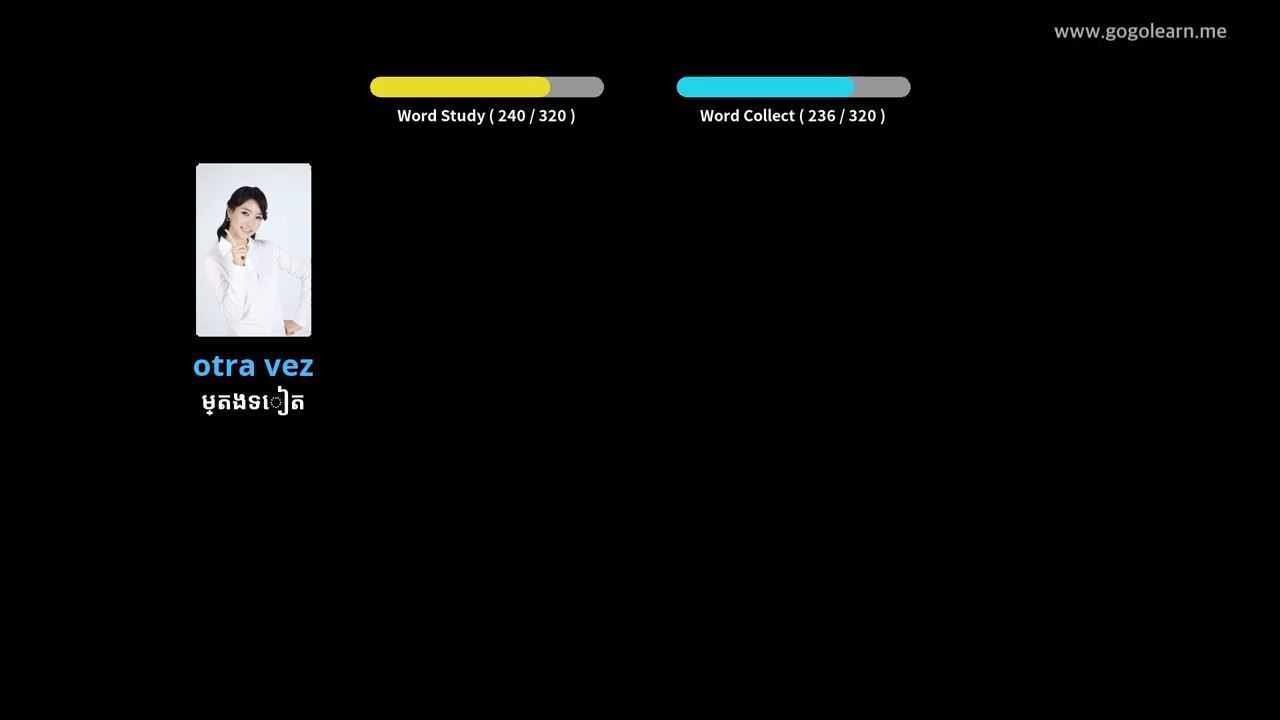 www.gogolearn.me
Word Study ( 240 / 320 )
Word Collect ( 236 / 320 )
otra vez
ម្តងទៀត